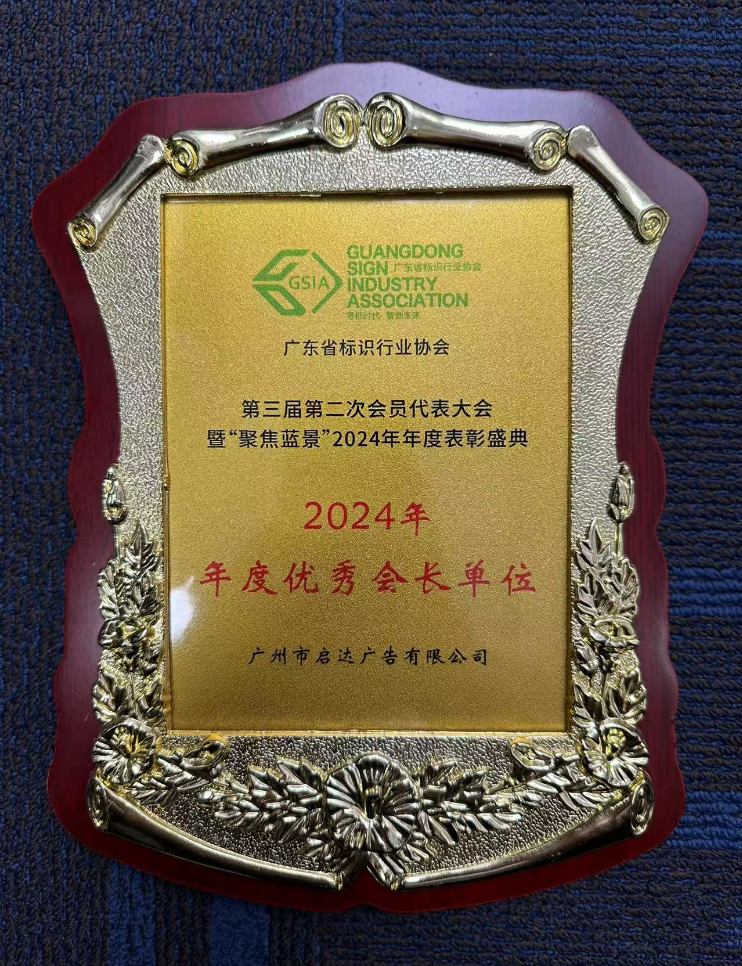 GSIA
GUANGDONG
SIGN 广东省标识行业协会
INDUSTRY
ASSOCIATION
广东省标识行业协会
第三届第二次会员代表大会
暨“聚焦蓝景”2024年年度表彰盛典
2024年
年度优秀会长单位
广州市启达广告有限公司